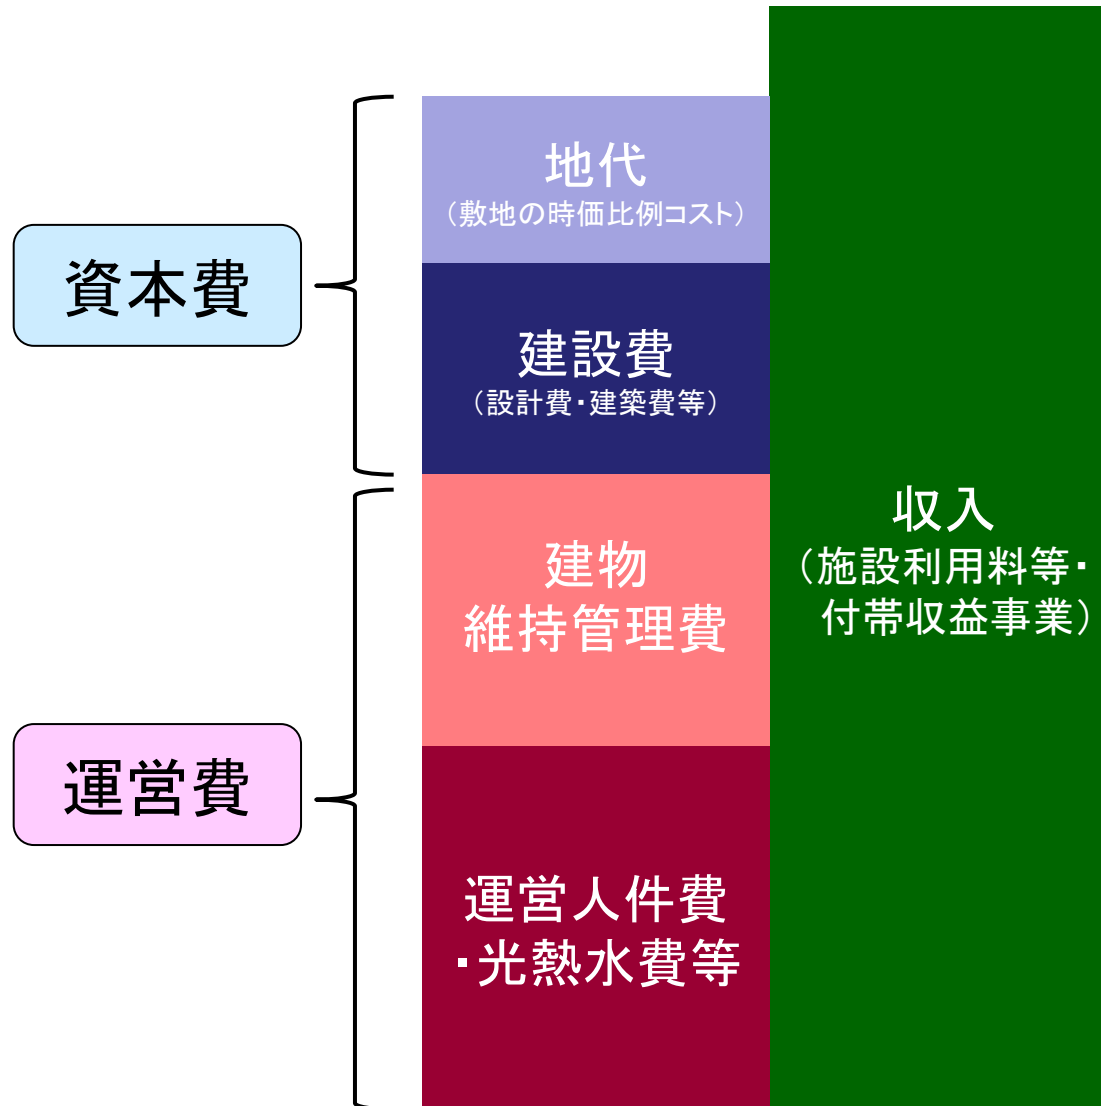 地代
（敷地の時価比例コスト）
資本費
建設費
（設計費・建築費等）
収入
（施設利用料等・
付帯収益事業）
建物
維持管理費
運営費
運営人件費
・光熱水費等